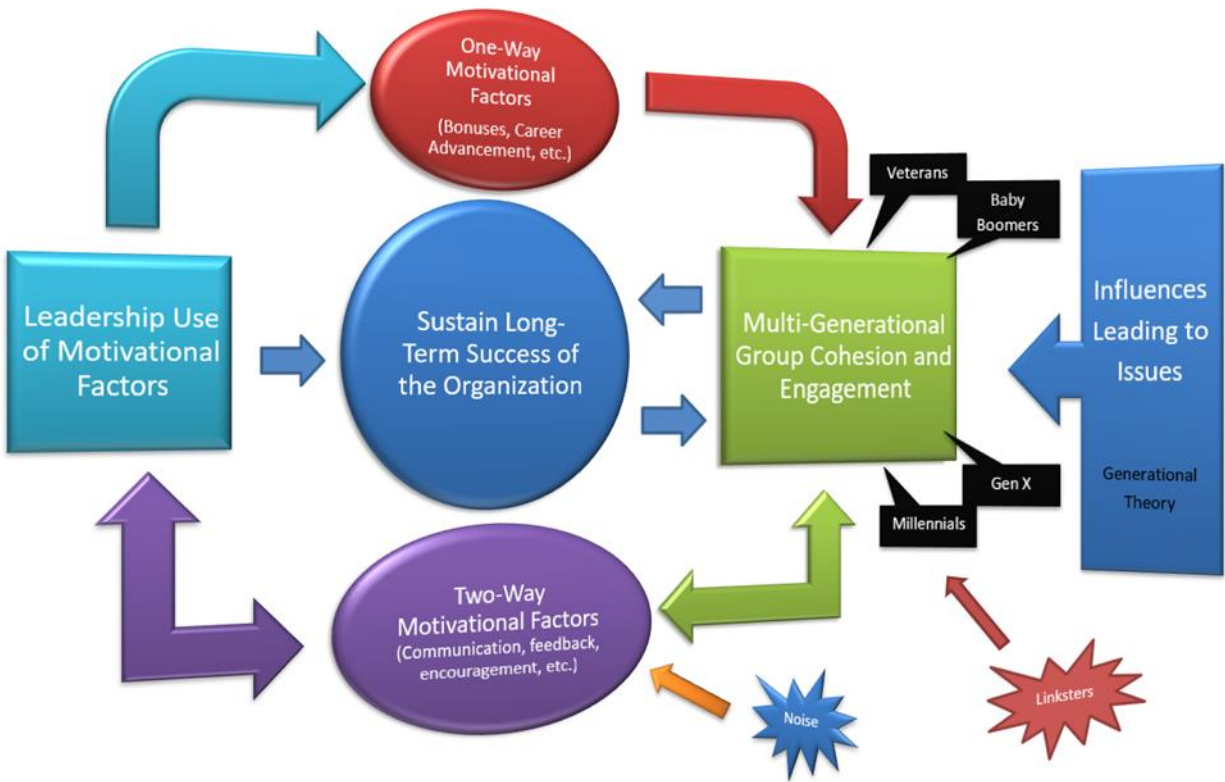 One-Way
Motivational
Factors
(Bonuses, Career
Advancement, etc.)
Veterans
Baby
Boomers
Leadership Use
of Motivational
Factors
Sustain Long-
Term Success of
the Organization
Multi-Generational
Group Cohesion and
Engagement
Influences
Leading to
Issues
Generational
Theory
Gen X
Millennials
Two-Way
Motivational Factors
(Communication, feedback,
encouragement, etc.)
Noise
Linksters